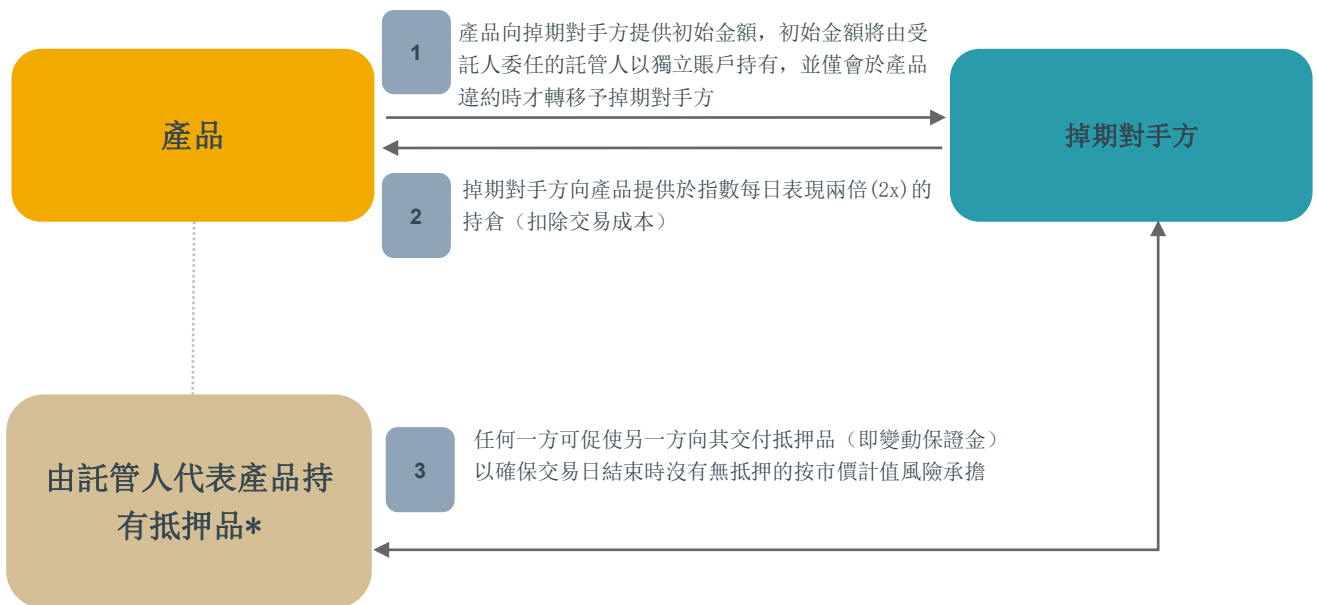 產品
1
產品向掉期對手方提供初始金額，初始金額將由受
託人委任的託管人以獨立賬戶持有，並僅會於產品
違約時才轉移予掉期對手方
掉期對手方
2
掉期對手方向產品提供於指數每日表現兩倍(2x)的
持倉（扣除交易成本）
由託管人代表產品持
有抵押品*
3
任何一方可促使另一方向其交付抵押品（即變動保證金）
以確保交易日結束時沒有無抵押的按市價計值風險承擔